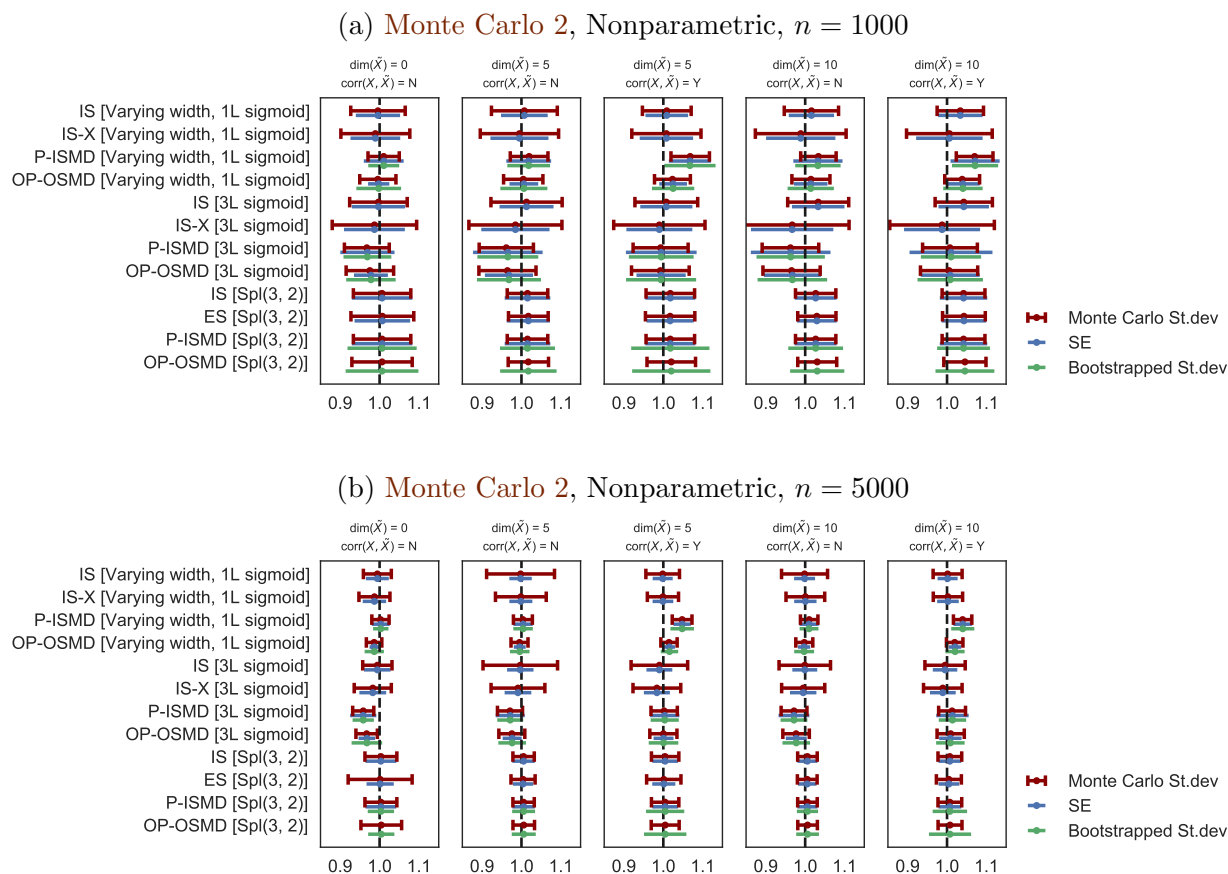 (a) Monte Carlo 2, Nonparametric, n = 1000
dim(X̃) = 0
corr(X, X̃) = N
dim(X̃) = 5
corr(X, X̃) = N
dim(X̃) = 5
corr(X, X̃) = Y
dim(X̃) = 10
corr(X, X̃) = N
dim(X̃) = 10
corr(X, X̃) = Y
IS [Varying width, 1L sigmoid]
IS-X [Varying width, 1L sigmoid]
P-ISMD [Varying width, 1L sigmoid]
OP-OSMD [Varying width, 1L sigmoid]
IS [3L sigmoid]
IS-X [3L sigmoid]
P-ISMD [3L sigmoid]
OP-OSMD [3L sigmoid]
IS [Spl(3, 2)]
ES [Spl(3, 2)]
P-ISMD [Spl(3, 2)]
OP-OSMD [Spl(3, 2)]
Monte Carlo St.dev
SE
Bootstrapped St.dev
0.9 1.0 1.1 0.9 1.0 1.1 0.9 1.0 1.1 0.9 1.0 1.1 0.9 1.0 1.1
(b) Monte Carlo 2, Nonparametric, n = 5000
dim(X̃) = 0
corr(X, X̃) = N
dim(X̃) = 5
corr(X, X̃) = N
dim(X̃) = 5
corr(X, X̃) = Y
dim(X̃) = 10
corr(X, X̃) = N
dim(X̃) = 10
corr(X, X̃) = Y
IS [Varying width, 1L sigmoid]
IS-X [Varying width, 1L sigmoid]
P-ISMD [Varying width, 1L sigmoid]
OP-OSMD [Varying width, 1L sigmoid]
IS [3L sigmoid]
IS-X [3L sigmoid]
P-ISMD [3L sigmoid]
OP-OSMD [3L sigmoid]
IS [Spl(3, 2)]
ES [Spl(3, 2)]
P-ISMD [Spl(3, 2)]
OP-OSMD [Spl(3, 2)]
Monte Carlo St.dev
SE
Bootstrapped St.dev
0.9 1.0 1.1 0.9 1.0 1.1 0.9 1.0 1.1 0.9 1.0 1.1 0.9 1.0 1.1